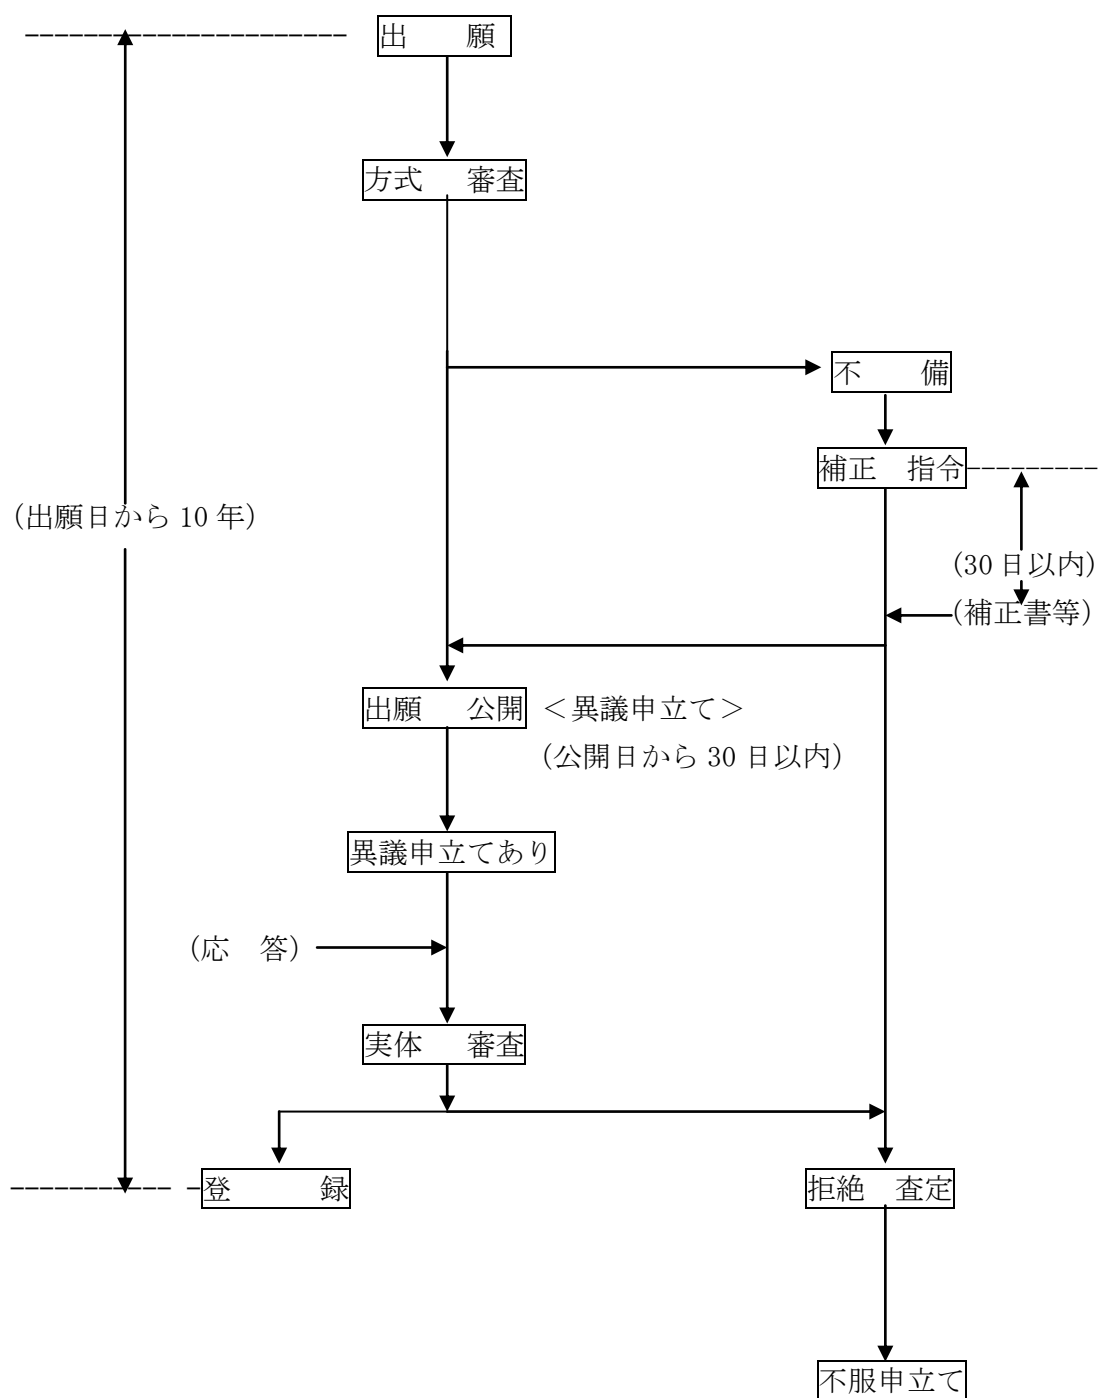 出　　願
方式　審査
不　　備
補正　指令
(出願日から 10 年)
(30 日以内)
(補正書等)
出願　公開　＜異議申立て＞
(公開日から 30 日以内)
異議申立てあり
(応　答)
実体　審査
登　　　録
拒絶　査定
不服申立て